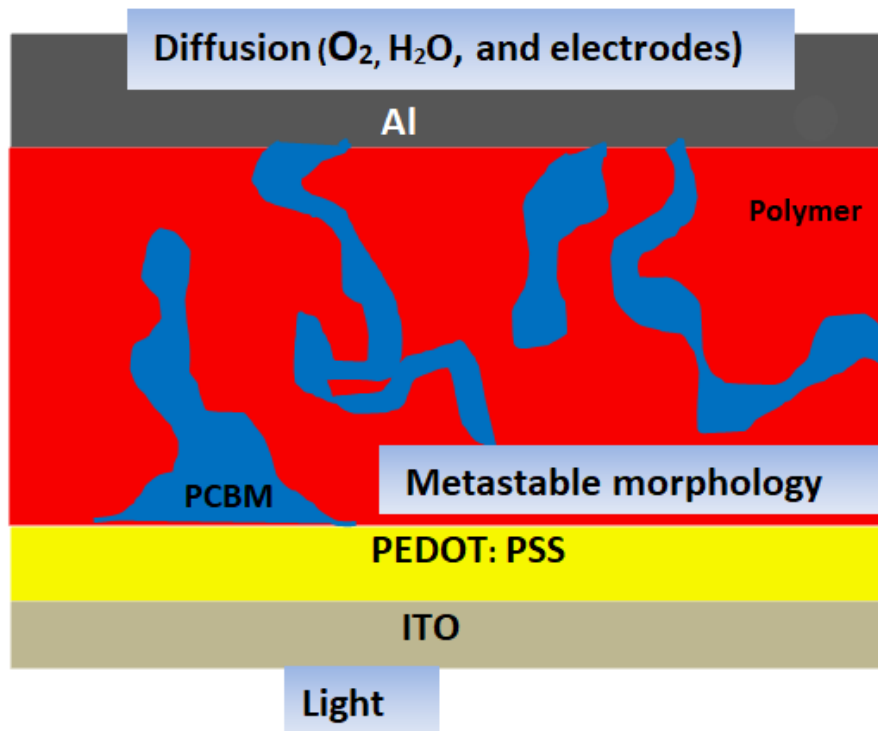 Diffusion (O₂, H₂O, and electrodes)
Al
Polymer
PCBM
Metastable morphology
PEDOT: PSS
ITO
Light